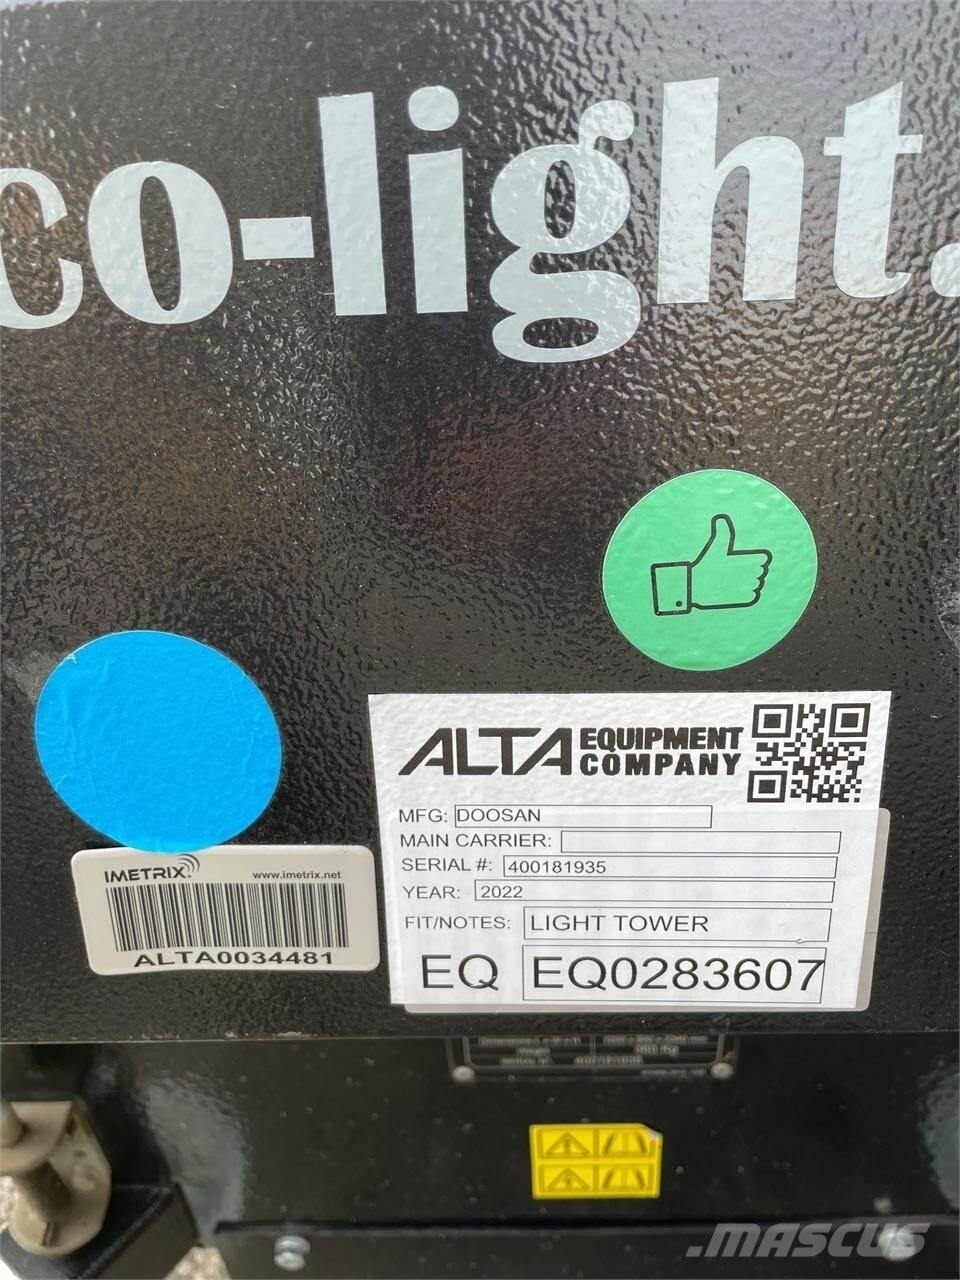 co-light.
ALTA EQUIPMENT COMPANY
MFG: DOOSAN
MAIN CARRIER:
SERIAL #: 400181935
YEAR: 2022
FIT/NOTES: LIGHT TOWER
EQ EQ0283607
IMETRIX® www.imetrix.net
ALTA0034481
MASCUS